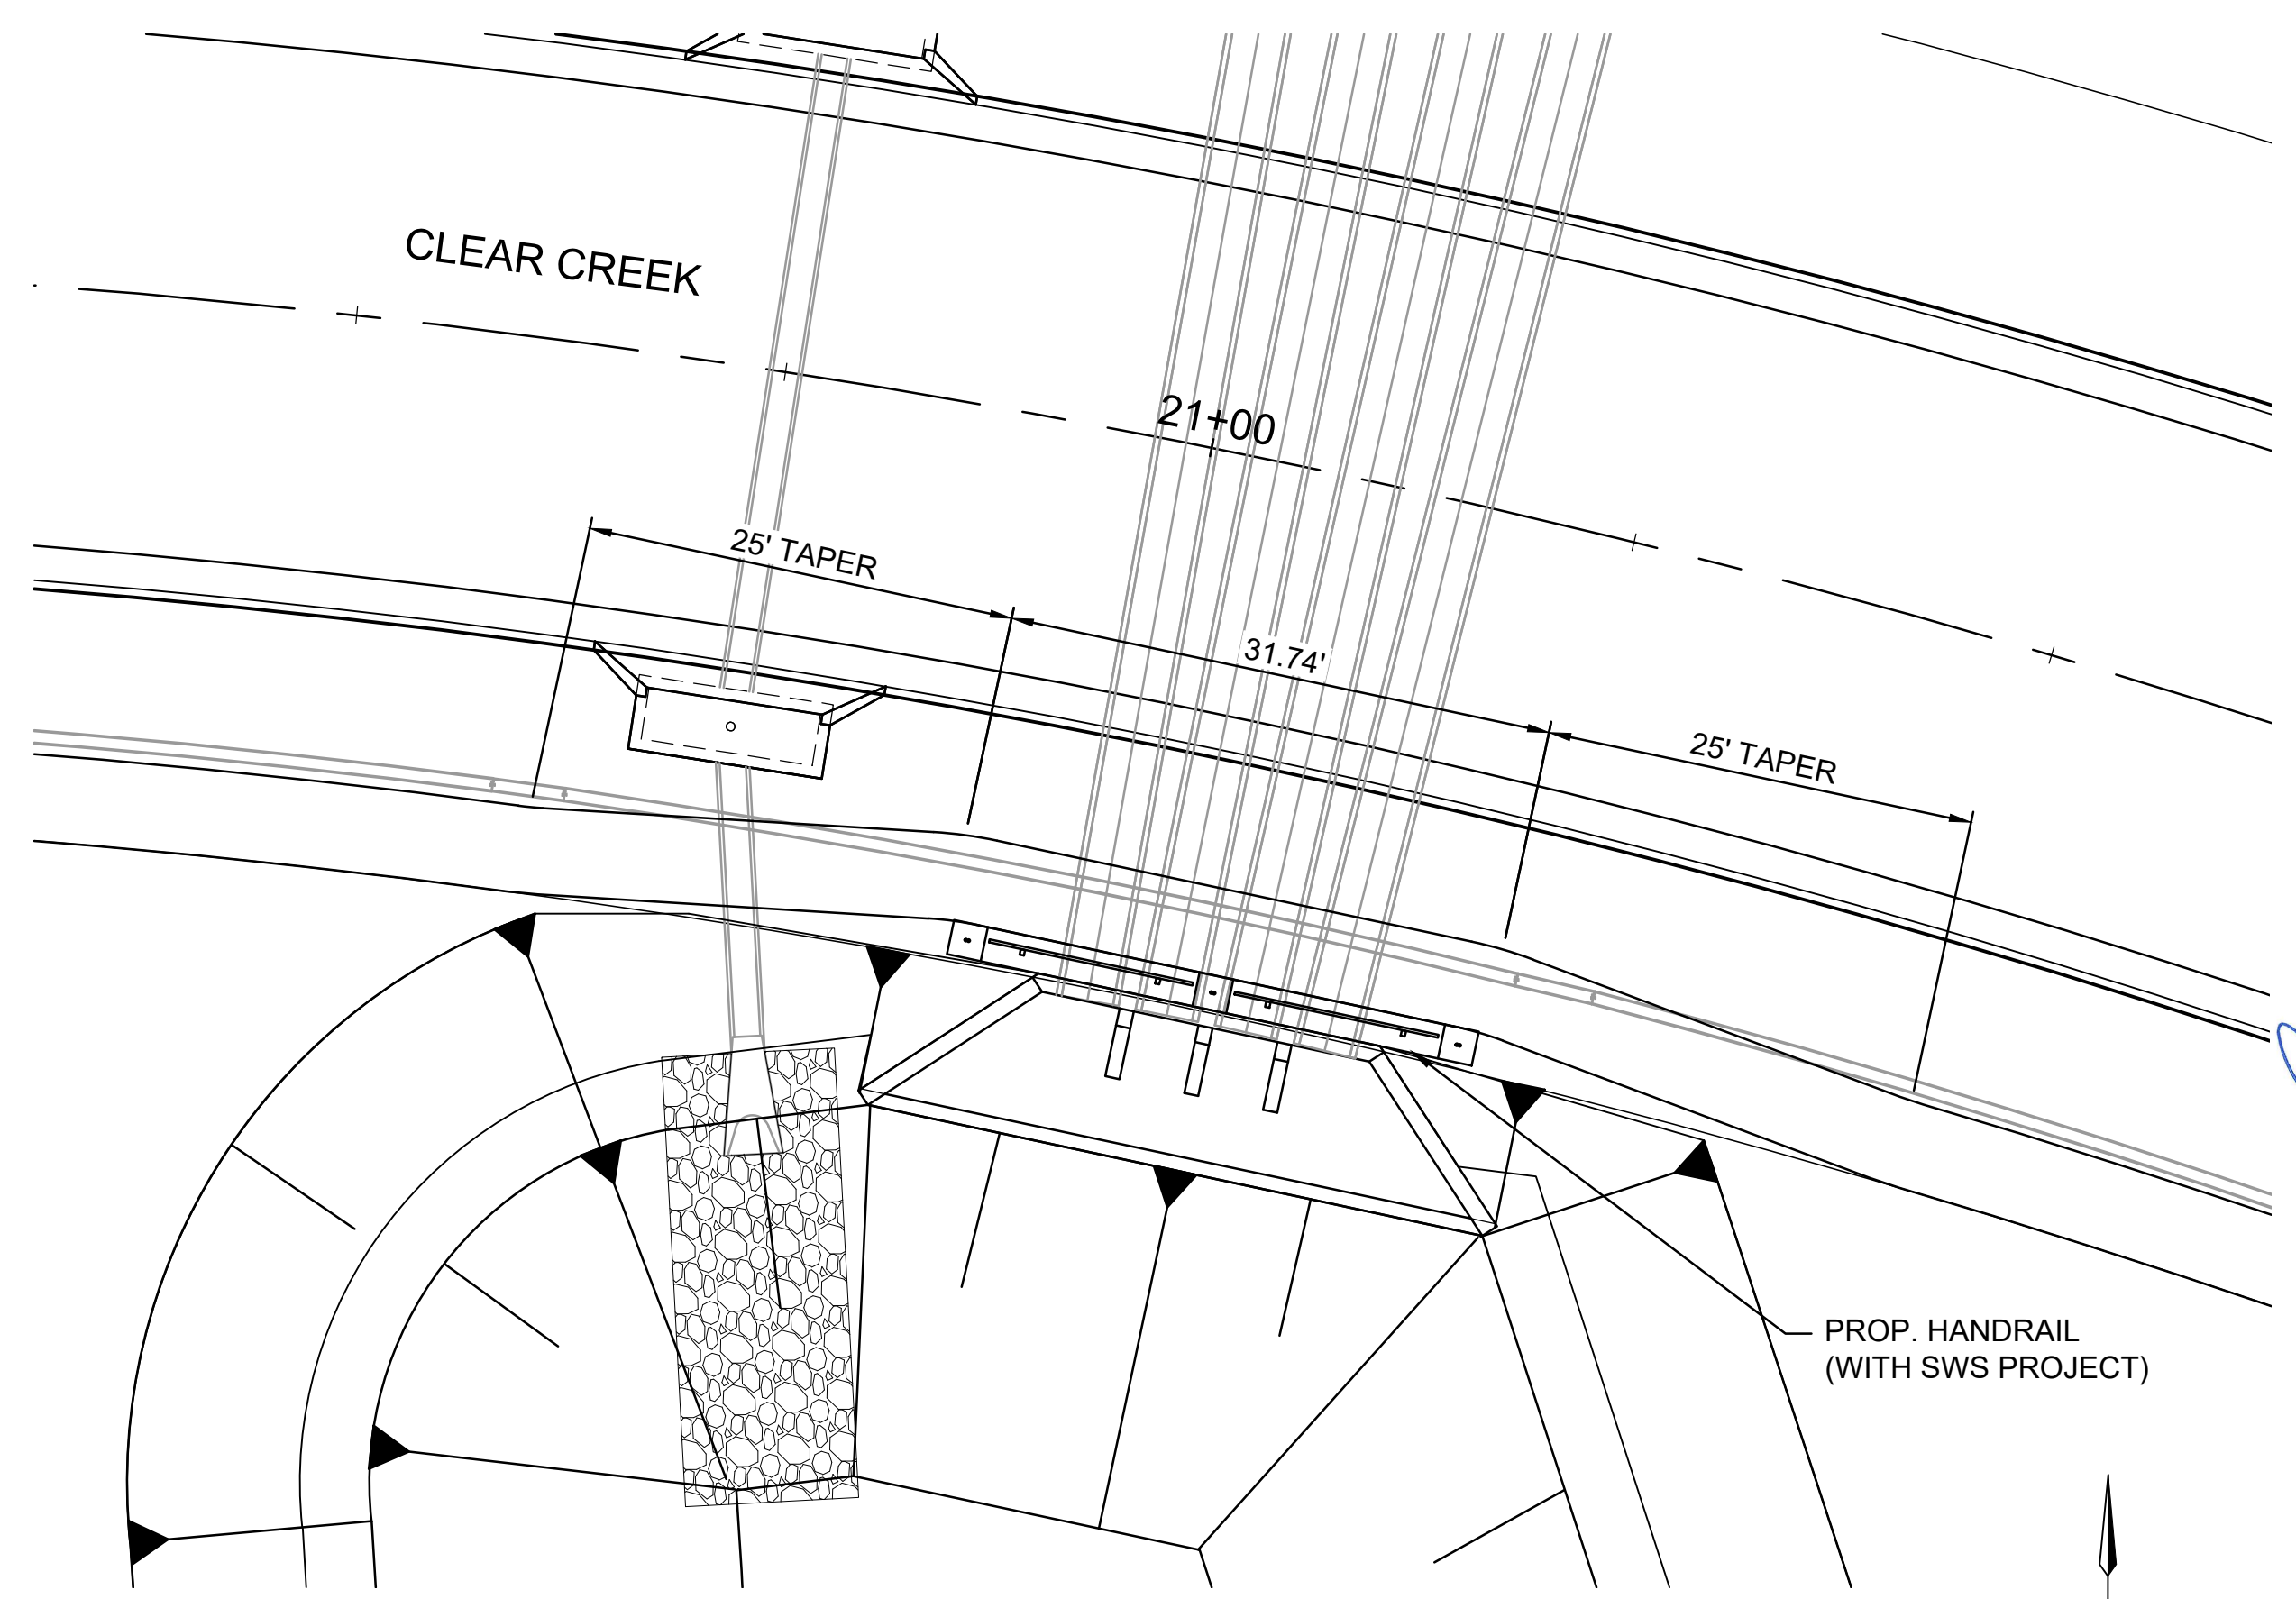 CLEAR CREEK
21+00
25' TAPER
31.74'
25' TAPER
PROP. HANDRAIL
(WITH SWS PROJECT)